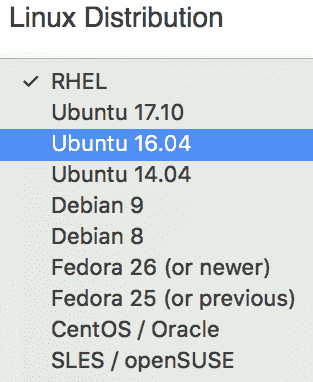 Linux Distribution
✓ RHEL
Ubuntu 17.10
Ubuntu 16.04
Ubuntu 14.04
Debian 9
Debian 8
Fedora 26 (or newer)
Fedora 25 (or previous)
CentOS / Oracle
SLES / openSUSE